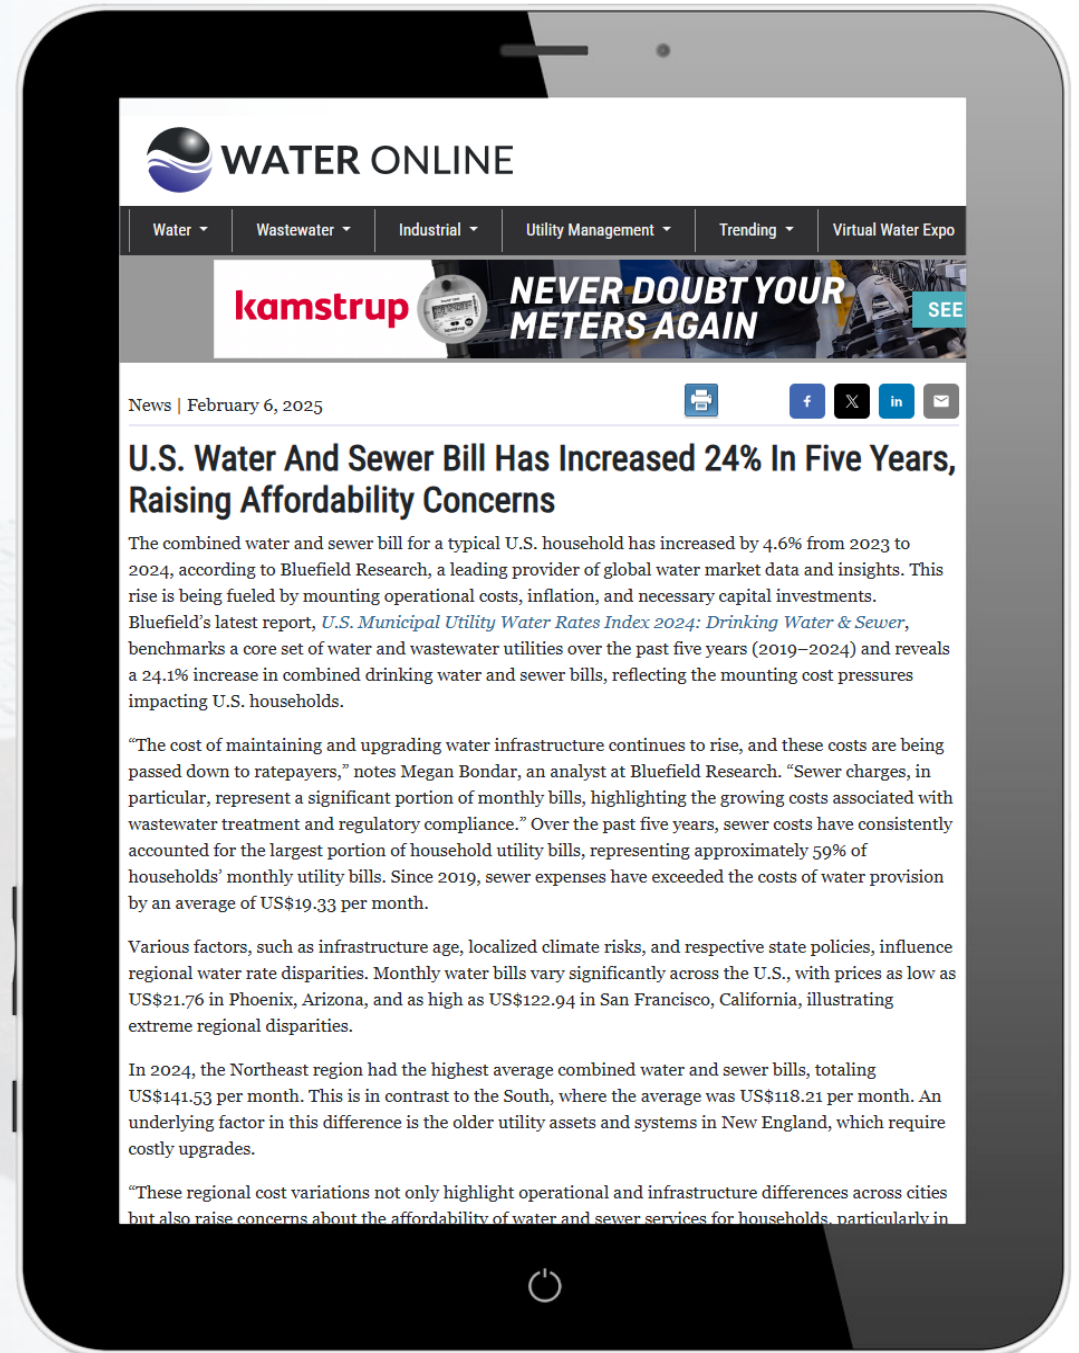 WATER ONLINE
Water
Wastewater
Industrial
Utility Management
Trending
Virtual Water Expo
kamstrup
NEVER DOUBT YOUR
METERS AGAIN
SEE
News | February 6, 2025
f
X
in
U.S. Water And Sewer Bill Has Increased 24% In Five Years,
Raising Affordability Concerns
The combined water and sewer bill for a typical U.S. household has increased by 4.6% from 2023 to
2024, according to Bluefield Research, a leading provider of global water market data and insights. This
rise is being fueled by mounting operational costs, inflation, and necessary capital investments.
Bluefield’s latest report, U.S. Municipal Utility Water Rates Index 2024: Drinking Water & Sewer,
benchmarks a core set of water and wastewater utilities over the past five years (2019–2024) and reveals
a 24.1% increase in combined drinking water and sewer bills, reflecting the mounting cost pressures
impacting U.S. households.
“The cost of maintaining and upgrading water infrastructure continues to rise, and these costs are being
passed down to ratepayers,” notes Megan Bondar, an analyst at Bluefield Research. “Sewer charges, in
particular, represent a significant portion of monthly bills, highlighting the growing costs associated with
wastewater treatment and regulatory compliance.” Over the past five years, sewer costs have consistently
accounted for the largest portion of household utility bills, representing approximately 59% of
households’ monthly utility bills. Since 2019, sewer expenses have exceeded the costs of water provision
by an average of US$19.33 per month.
Various factors, such as infrastructure age, localized climate risks, and respective state policies, influence
regional water rate disparities. Monthly water bills vary significantly across the U.S., with prices as low as
US$21.76 in Phoenix, Arizona, and as high as US$122.94 in San Francisco, California, illustrating
extreme regional disparities.
In 2024, the Northeast region had the highest average combined water and sewer bills, totaling
US$141.53 per month. This is in contrast to the South, where the average was US$118.21 per month. An
underlying factor in this difference is the older utility assets and systems in New England, which require
costly upgrades.
“These regional cost variations not only highlight operational and infrastructure differences across cities
but also raise concerns about the affordability of water and sewer services for households, particularly in